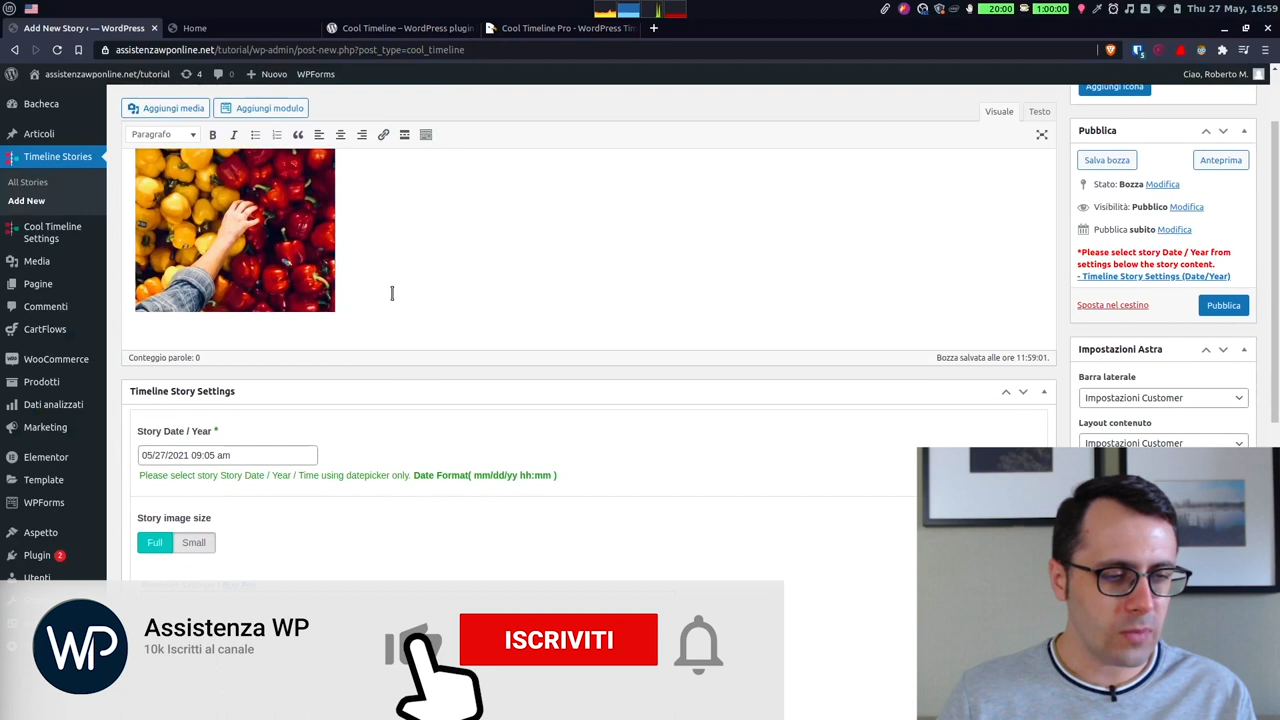 20:00
1:00:00
Thu 27 May, 16:59
Add New Story (— WordPress
Home
Cool Timeline – WordPress plugin
Cool Timeline Pro - WordPress Tim
assistenzawponline.net/tutorial/wp-admin/post-new.php?post_type=cool_timeline
assistenzawponline.net/tutorial
4
0
Nuovo
WPForms
Ciao, Roberto M.
Bacheca
Articoli
Timeline Stories
All Stories
Add New
Cool Timeline
Settings
Media
Pagine
Commenti
CartFlows
WooCommerce
Prodotti
Dati analizzati
Marketing
Elementor
Template
WPForms
Aspetto
Plugin 2
Utenti
Aggiungi media
Aggiungi modulo
Visuale
Testo
Paragrafo
Conteggio parole: 0
Bozza salvata alle ore 11:59:01.
Timeline Story Settings
Story Date / Year *
05/27/2021 09:05 am
Please select story Story Date / Year / Time using datepicker only. Date Format( mm/dd/yy hh:mm )
Story image size
Full
Small
Aggiungi icona
Pubblica
Salva bozza
Anteprima
Stato: Bozza Modifica
Visibilità: Pubblico Modifica
Pubblica subito Modifica
*Please select story Date / Year from
settings below the story content.
- Timeline Story Settings (Date/Year)
Sposta nel cestino
Pubblica
Impostazioni Astra
Barra laterale
Impostazioni Customer
Layout contenuto
Impostazioni Customer
WP
Assistenza WP
10k Iscritti al canale
ISCRIVITI